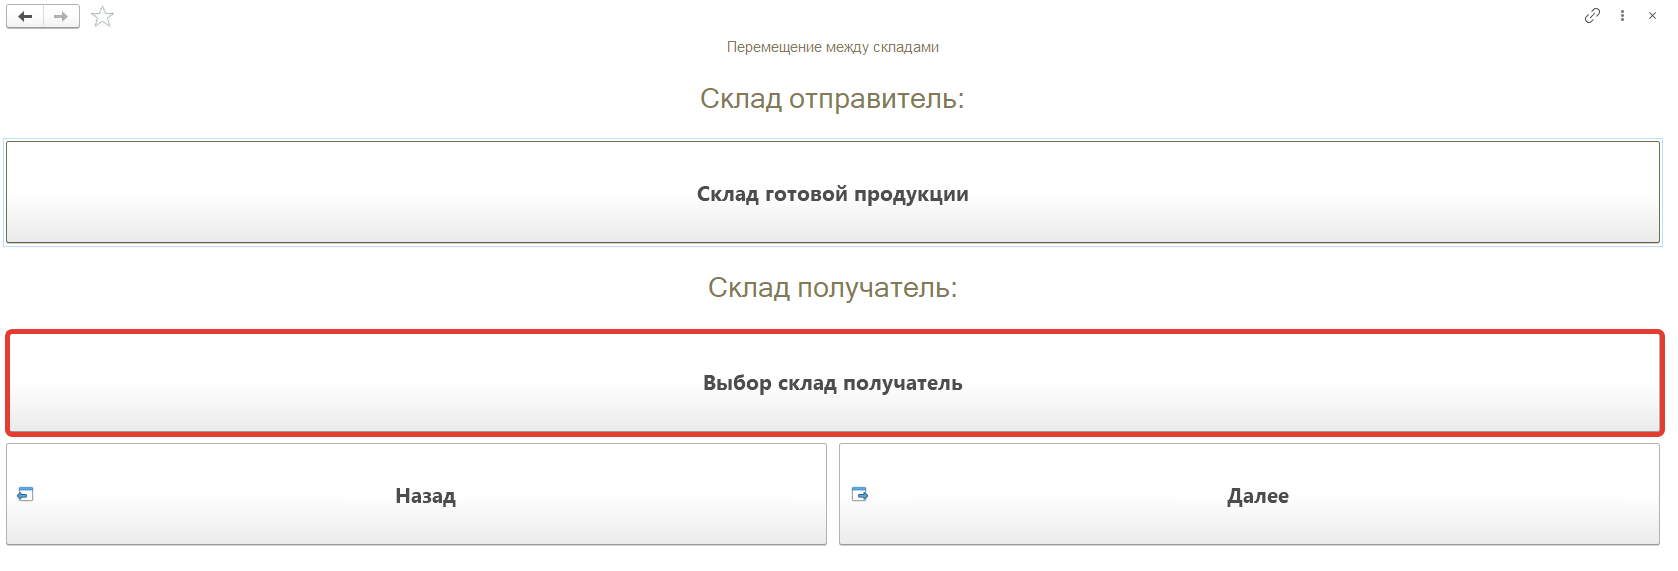 Перемещение между складами
Склад отправитель:
Склад готовой продукции
Склад получатель:
Выбор склад получатель
Назад
Далее